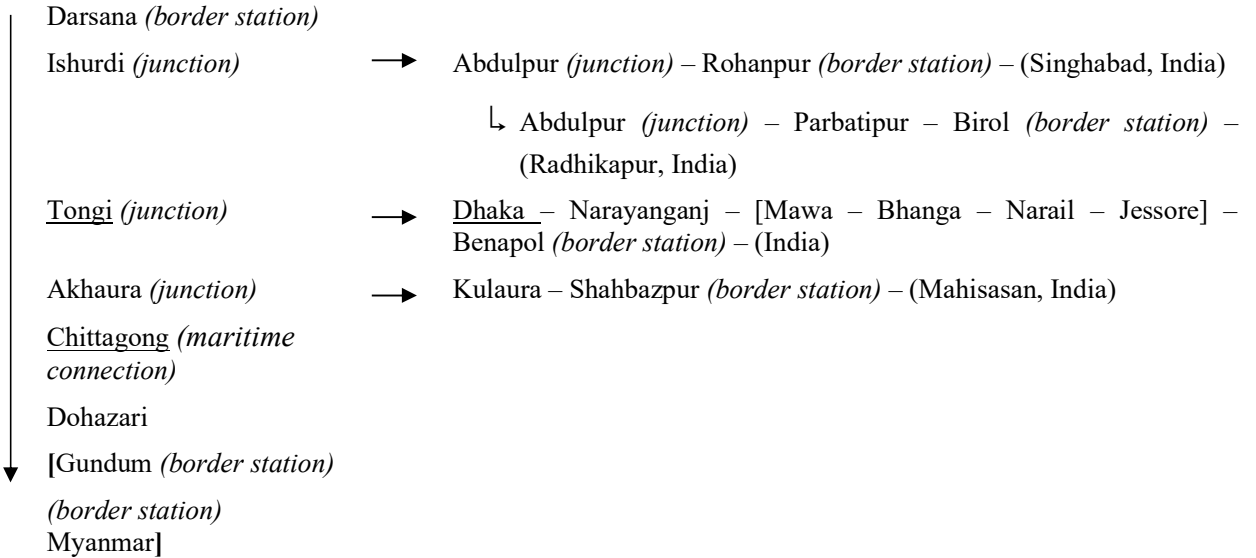 Darsana (border station)
Ishurdi (junction) → Abdulpur (junction) – Rohanpur (border station) – (Singhabad, India)
↳ Abdulpur (junction) – Parbatipur – Birol (border station) –
(Radhikapur, India)
Tongi (junction) → Dhaka – Narayanganj – [Mawa – Bhanga – Narail – Jessore] –
Benapol (border station) – (India)
Akhaura (junction) → Kulaura – Shahbazpur (border station) – (Mahisasan, India)
Chittagong (maritime
connection)
Dohazari
[Gundum (border station)
(border station)
Myanmar]